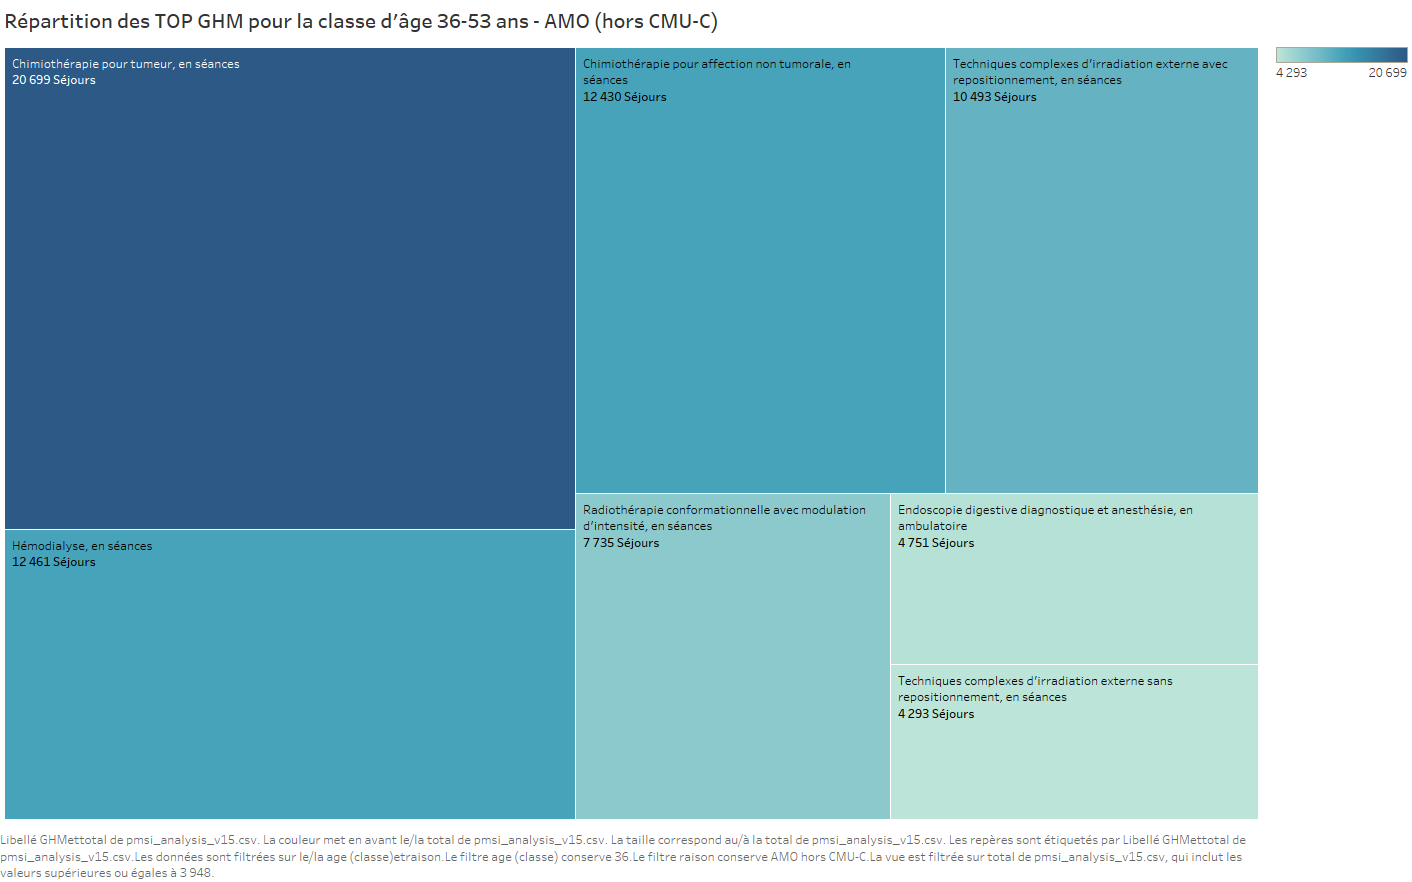 Répartition des TOP GHM pour la classe d’âge 36-53 ans - AMO (hors CMU-C)
Chimiothérapie pour tumeur, en séances
20 699 Séjours
Chimiothérapie pour affection non tumorale, en
séances
12 430 Séjours
Techniques complexes d’irradiation externe avec
repositionnement, en séances
10 493 Séjours
4 293
20 699
Hémodialyse, en séances
12 461 Séjours
Radiothérapie conformationnelle avec modulation
d’intensité, en séances
7 735 Séjours
Endoscopie digestive diagnostique et anesthésie, en
ambulatoire
4 751 Séjours
Techniques complexes d’irradiation externe sans
repositionnement, en séances
4 293 Séjours
Libellé GHMettotal de pmsi_analysis_v15.csv. La couleur met en avant le/la total de pmsi_analysis_v15.csv. La taille correspond au/à la total de pmsi_analysis_v15.csv. Les repères sont étiquetés par Libellé GHMettotal de
pmsi_analysis_v15.csv.Les données sont filtrées sur le/la age (classe)etraison.Le filtre age (classe) conserve 36.Le filtre raison conserve AMO hors CMU-C.La vue est filtrée sur total de pmsi_analysis_v15.csv, qui inclut les
valeurs supérieures ou égales à 3 948.